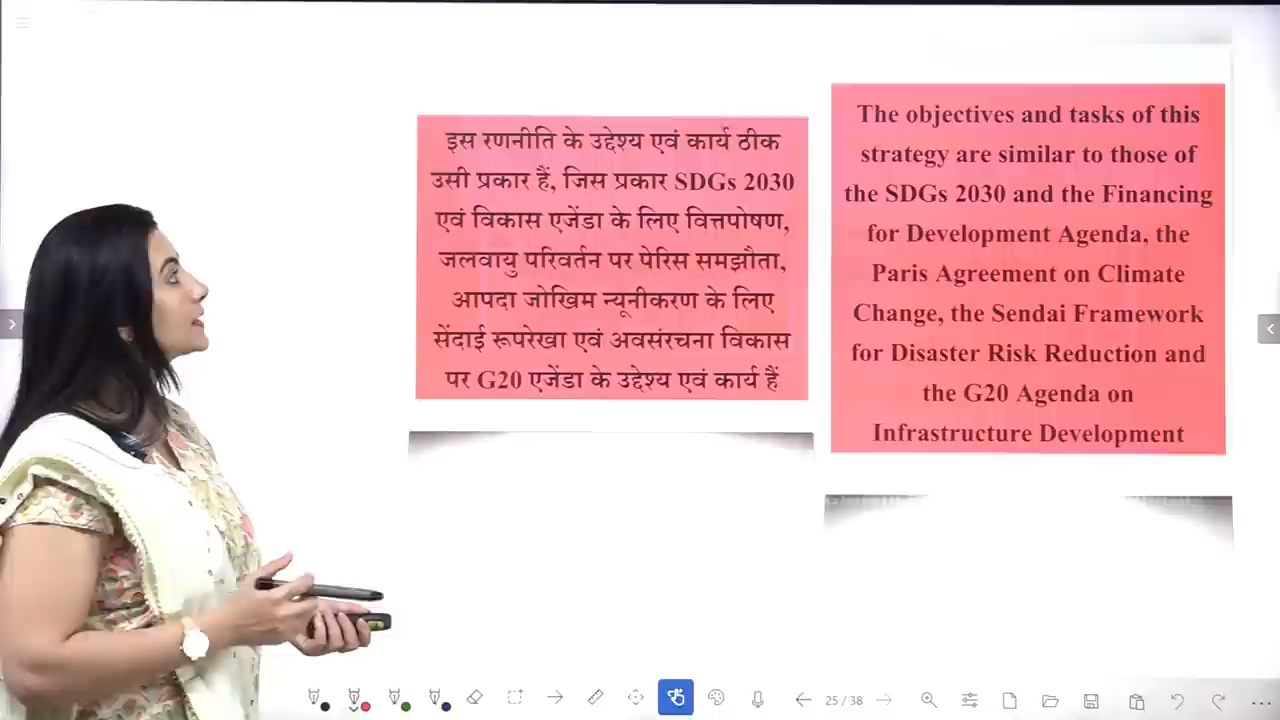 इस रणनीति के उद्देश्य एवं कार्य ठीक
उसी प्रकार हैं, जिस प्रकार SDGs 2030
एवं विकास एजेंडा के लिए वित्तपोषण,
जलवायु परिवर्तन पर पेरिस समझौता,
आपदा जोखिम न्यूनीकरण के लिए
सेंदाई रूपरेखा एवं अवसंरचना विकास
पर G20 एजेंडा के उद्देश्य एवं कार्य हैं
The objectives and tasks of this
strategy are similar to those of
the SDGs 2030 and the Financing
for Development Agenda, the
Paris Agreement on Climate
Change, the Sendai Framework
for Disaster Risk Reduction and
the G20 Agenda on
Infrastructure Development
25 / 38